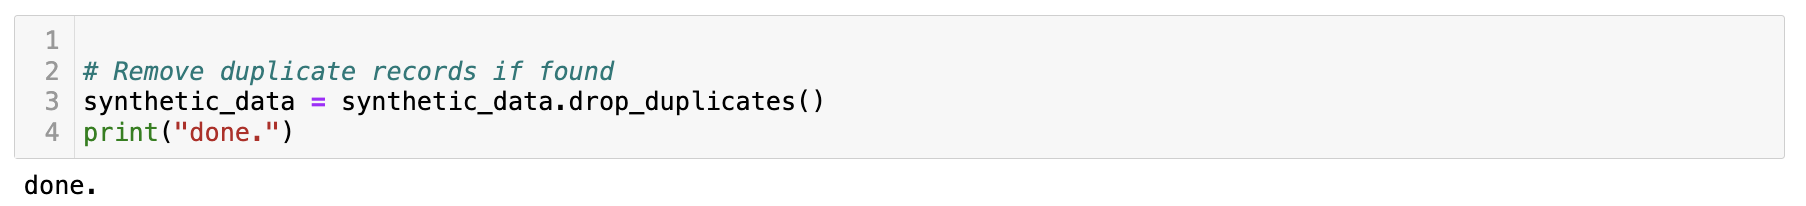 1
2 # Remove duplicate records if found
3 synthetic_data = synthetic_data.drop_duplicates()
4 print("done.")
done.